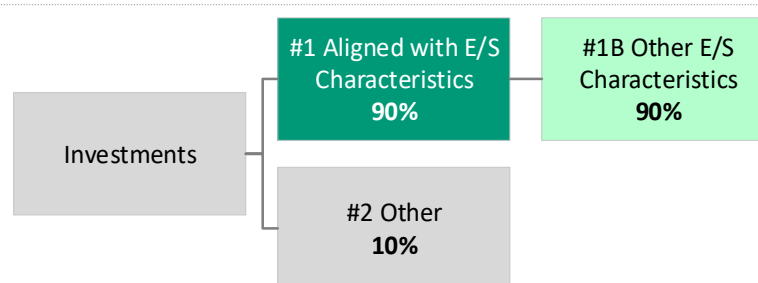 Investments
#1 Aligned with E/S
Characteristics
90%
#2 Other
10%
#1B Other E/S
Characteristics
90%